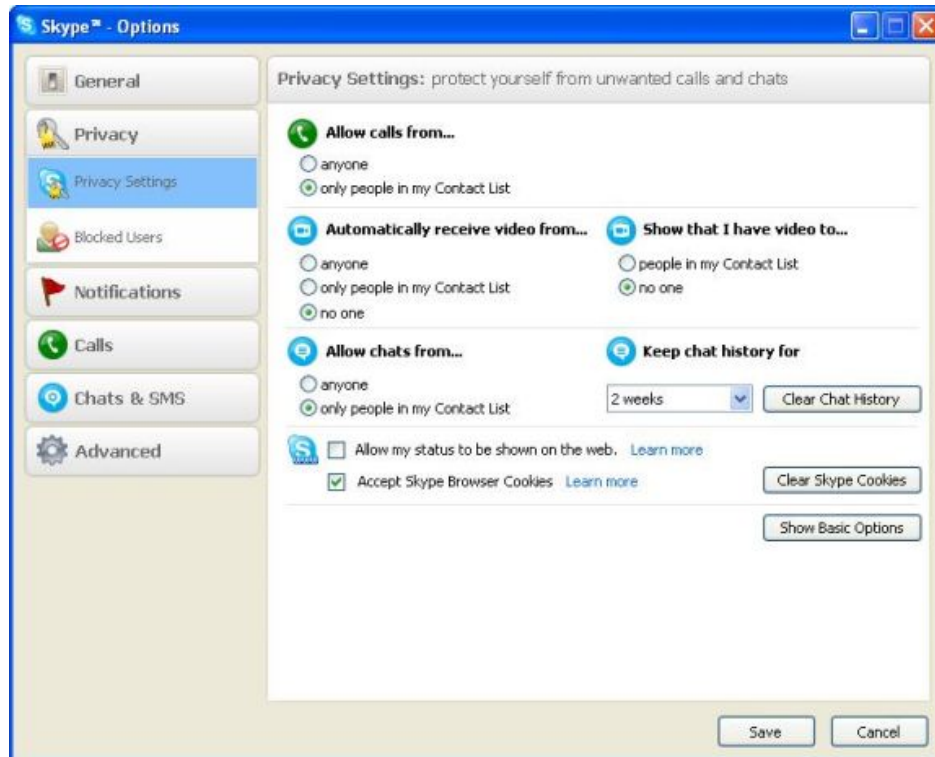 Skype™ - Options
General
Privacy
Privacy Settings
Blocked Users
Notifications
Calls
Chats & SMS
Advanced
Privacy Settings: protect yourself from unwanted calls and chats
Allow calls from...
anyone
only people in my Contact List
Automatically receive video from...
anyone
only people in my Contact List
no one
Show that I have video to...
people in my Contact List
no one
Allow chats from...
anyone
only people in my Contact List
Keep chat history for
2 weeks
Clear Chat History
Allow my status to be shown on the web. Learn more
Accept Skype Browser Cookies Learn more
Clear Skype Cookies
Show Basic Options
Save
Cancel